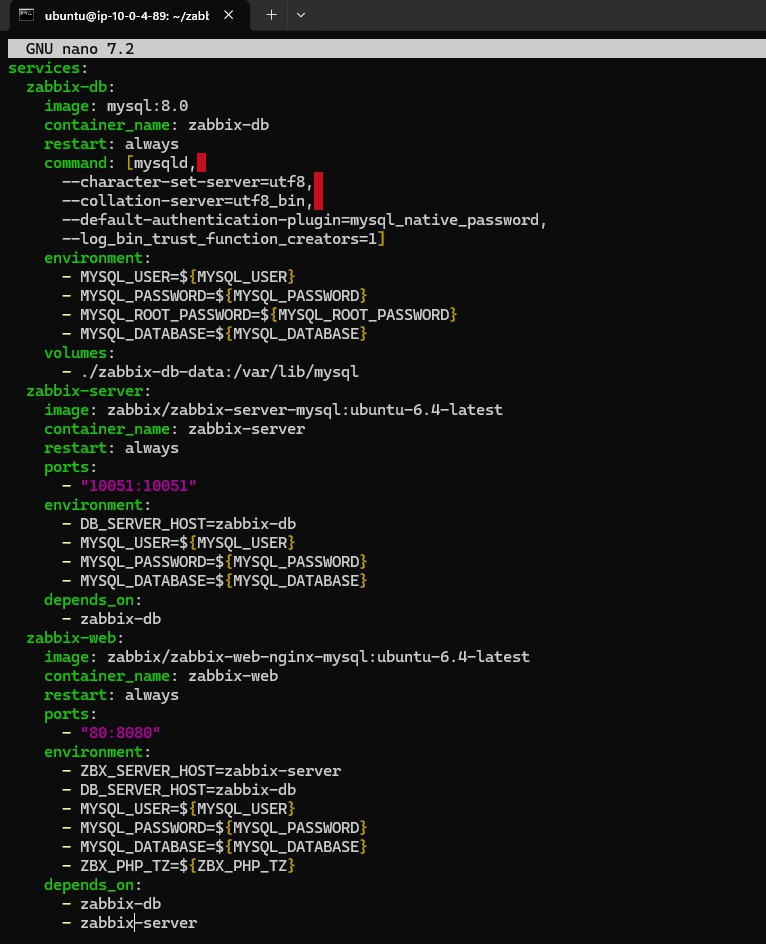 ubuntu@ip-10-0-4-89: ~/zabb
GNU nano 7.2
services:
  zabbix-db:
    image: mysql:8.0
    container_name: zabbix-db
    restart: always
    command: [mysqld,
      --character-set-server=utf8,
      --collation-server=utf8_bin,
      --default-authentication-plugin=mysql_native_password,
      --log_bin_trust_function_creators=1]
    environment:
      - MYSQL_USER=${MYSQL_USER}
      - MYSQL_PASSWORD=${MYSQL_PASSWORD}
      - MYSQL_ROOT_PASSWORD=${MYSQL_ROOT_PASSWORD}
      - MYSQL_DATABASE=${MYSQL_DATABASE}
    volumes:
      - ./zabbix-db-data:/var/lib/mysql
  zabbix-server:
    image: zabbix/zabbix-server-mysql:ubuntu-6.4-latest
    container_name: zabbix-server
    restart: always
    ports:
      - "10051:10051"
    environment:
      - DB_SERVER_HOST=zabbix-db
      - MYSQL_USER=${MYSQL_USER}
      - MYSQL_PASSWORD=${MYSQL_PASSWORD}
      - MYSQL_DATABASE=${MYSQL_DATABASE}
    depends_on:
      - zabbix-db
  zabbix-web:
    image: zabbix/zabbix-web-nginx-mysql:ubuntu-6.4-latest
    container_name: zabbix-web
    restart: always
    ports:
      - "80:8080"
    environment:
      - ZBX_SERVER_HOST=zabbix-server
      - DB_SERVER_HOST=zabbix-db
      - MYSQL_USER=${MYSQL_USER}
      - MYSQL_PASSWORD=${MYSQL_PASSWORD}
      - MYSQL_DATABASE=${MYSQL_DATABASE}
      - ZBX_PHP_TZ=${ZBX_PHP_TZ}
    depends_on:
      - zabbix-db
      - zabbix-server